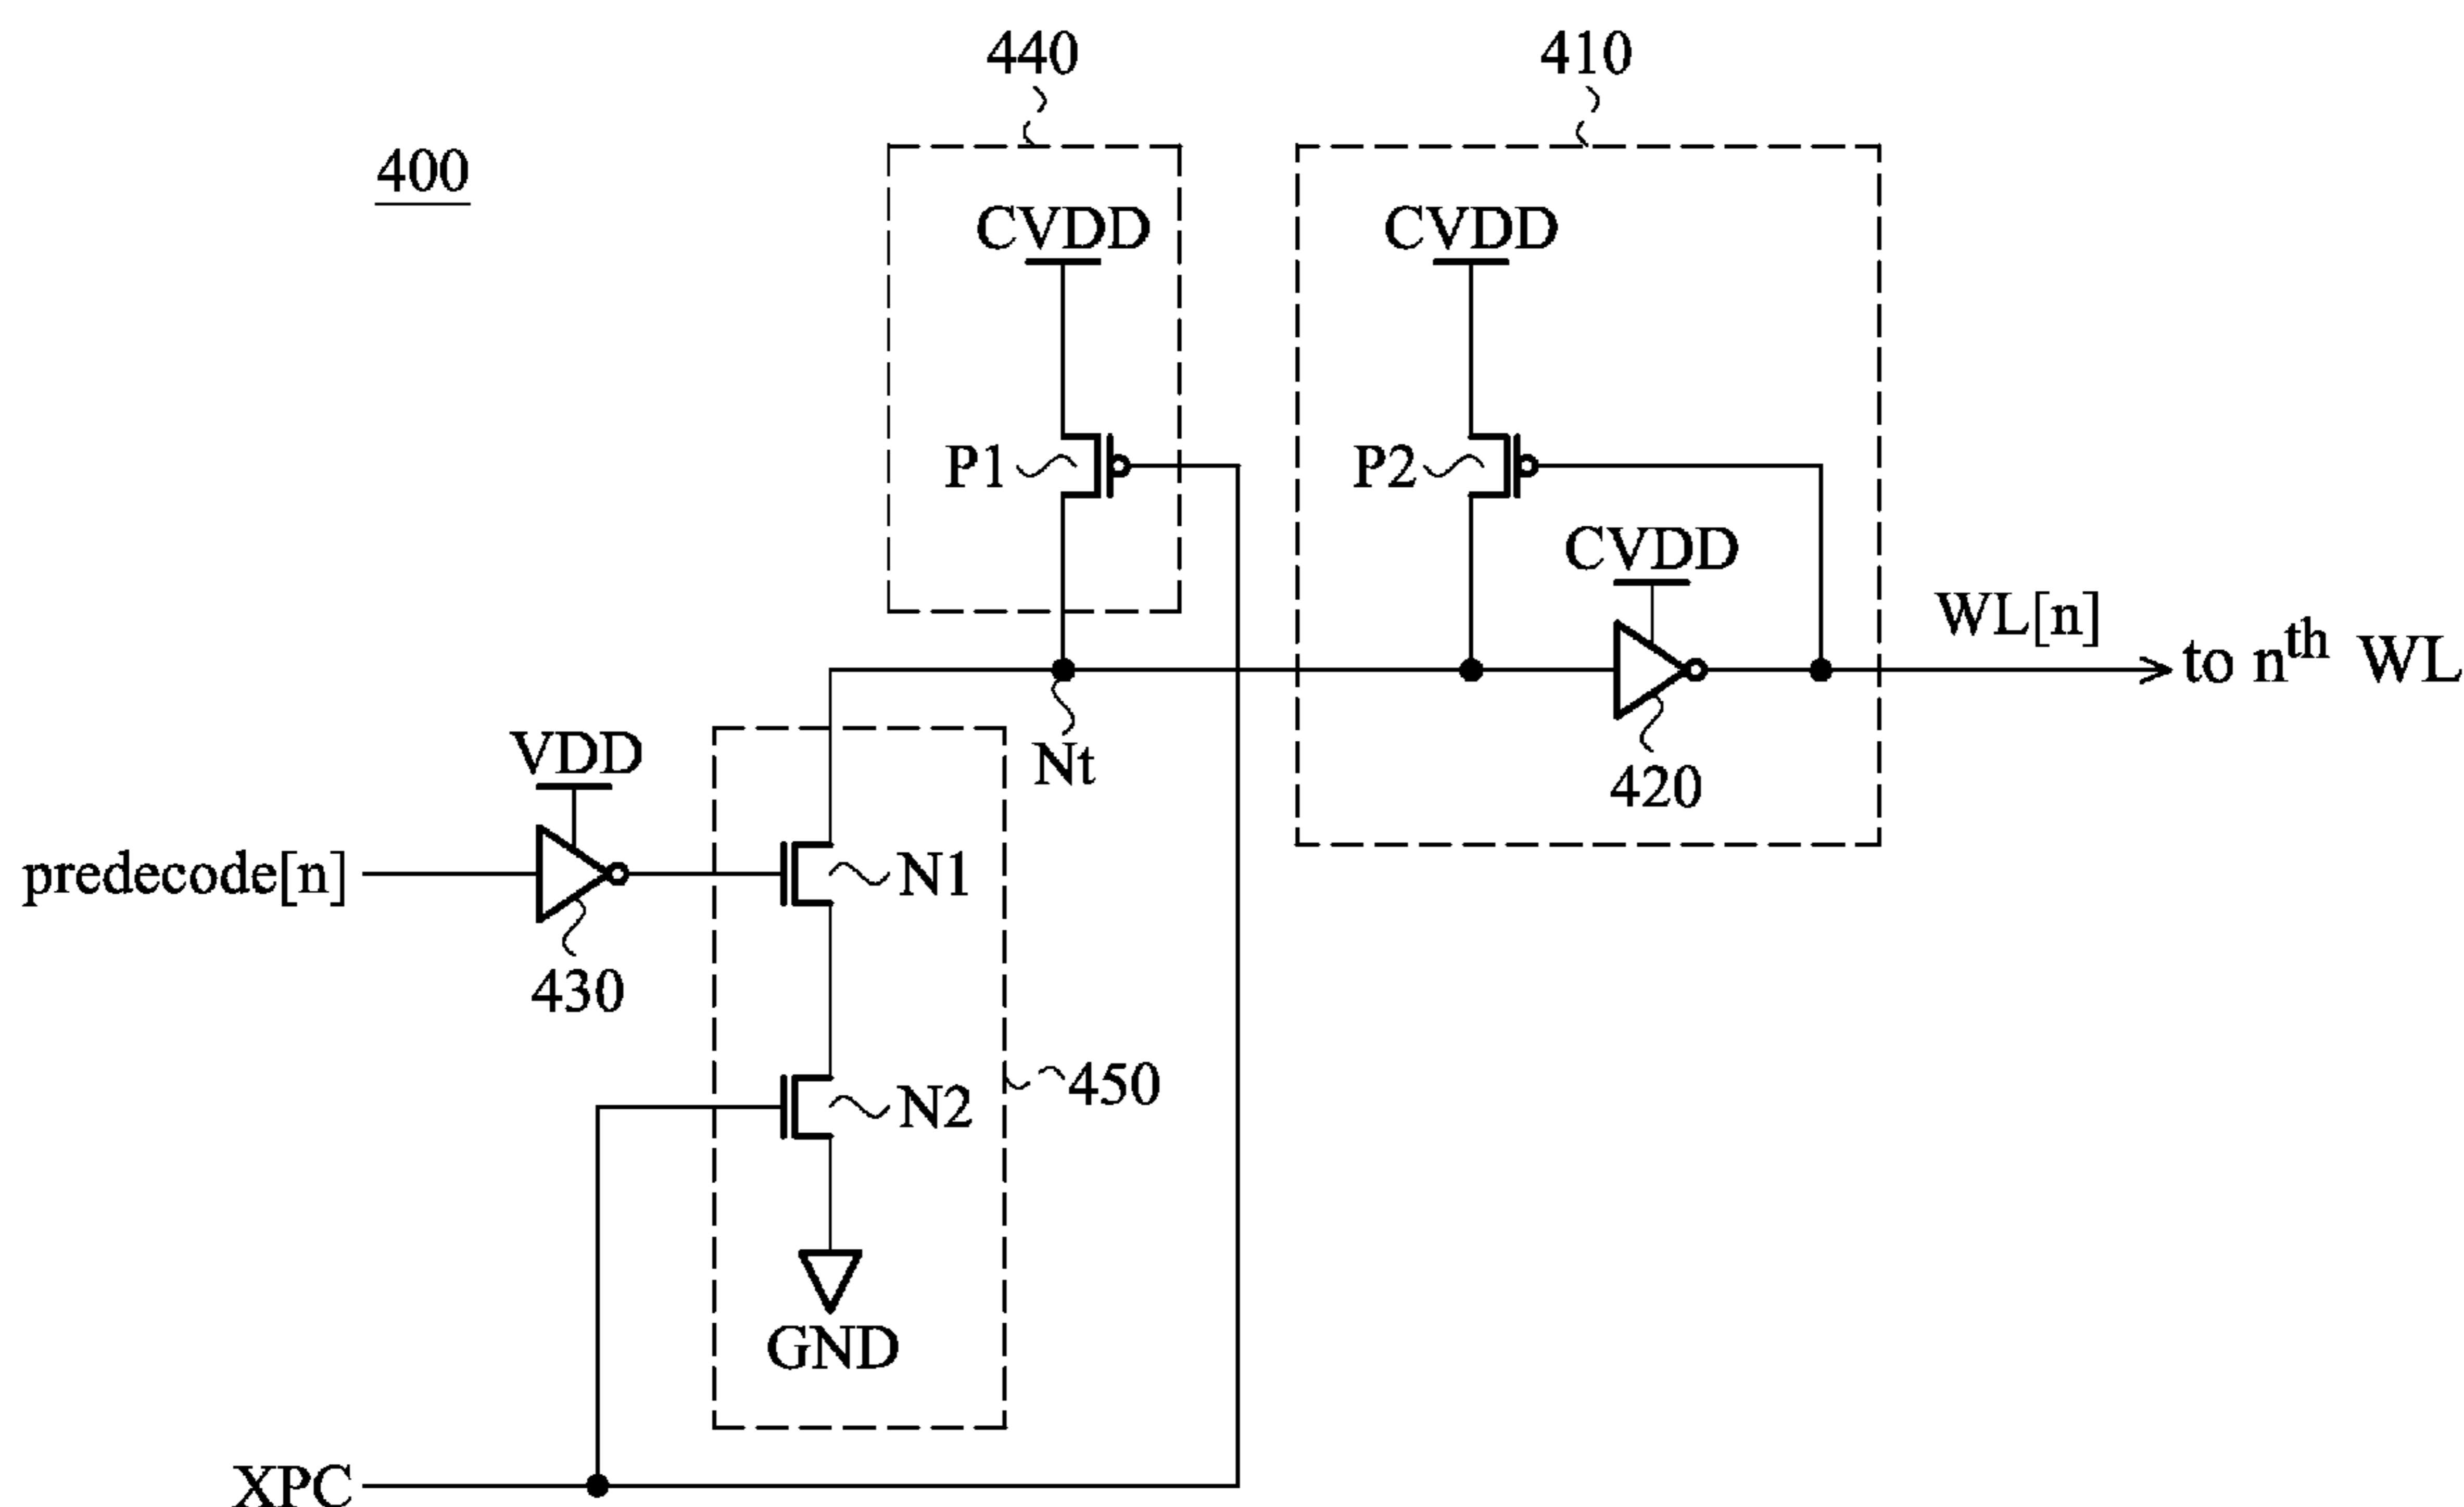 440
410
400
CVDD
CVDD
P1
P2
CVDD
WL[n]
to nth WL
VDD
Nt
420
predecode[n]
N1
430
450
N2
GND
XPC